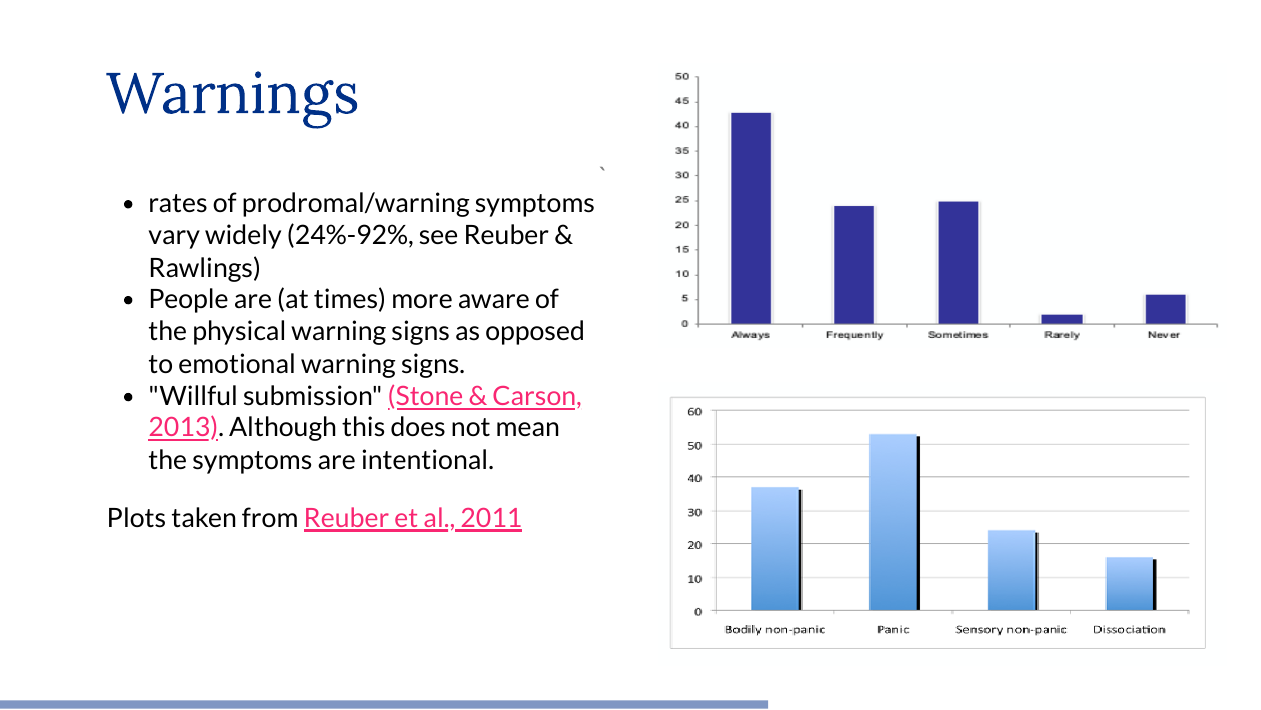 Warnings
`
• rates of prodromal/warning symptoms
vary widely (24%-92%, see Reuber &
Rawlings)
• People are (at times) more aware of
the physical warning signs as opposed
to emotional warning signs.
• "Willful submission" (Stone & Carson,
2013). Although this does not mean
the symptoms are intentional.
Plots taken from Reuber et al., 2011
50
45
40
35
30
25
20
15
10
5
0
Always Frequently Sometimes Rarely Never
60
50
40
30
20
10
0
Bodily non-panic Panic Sensory non-panic Dissociation